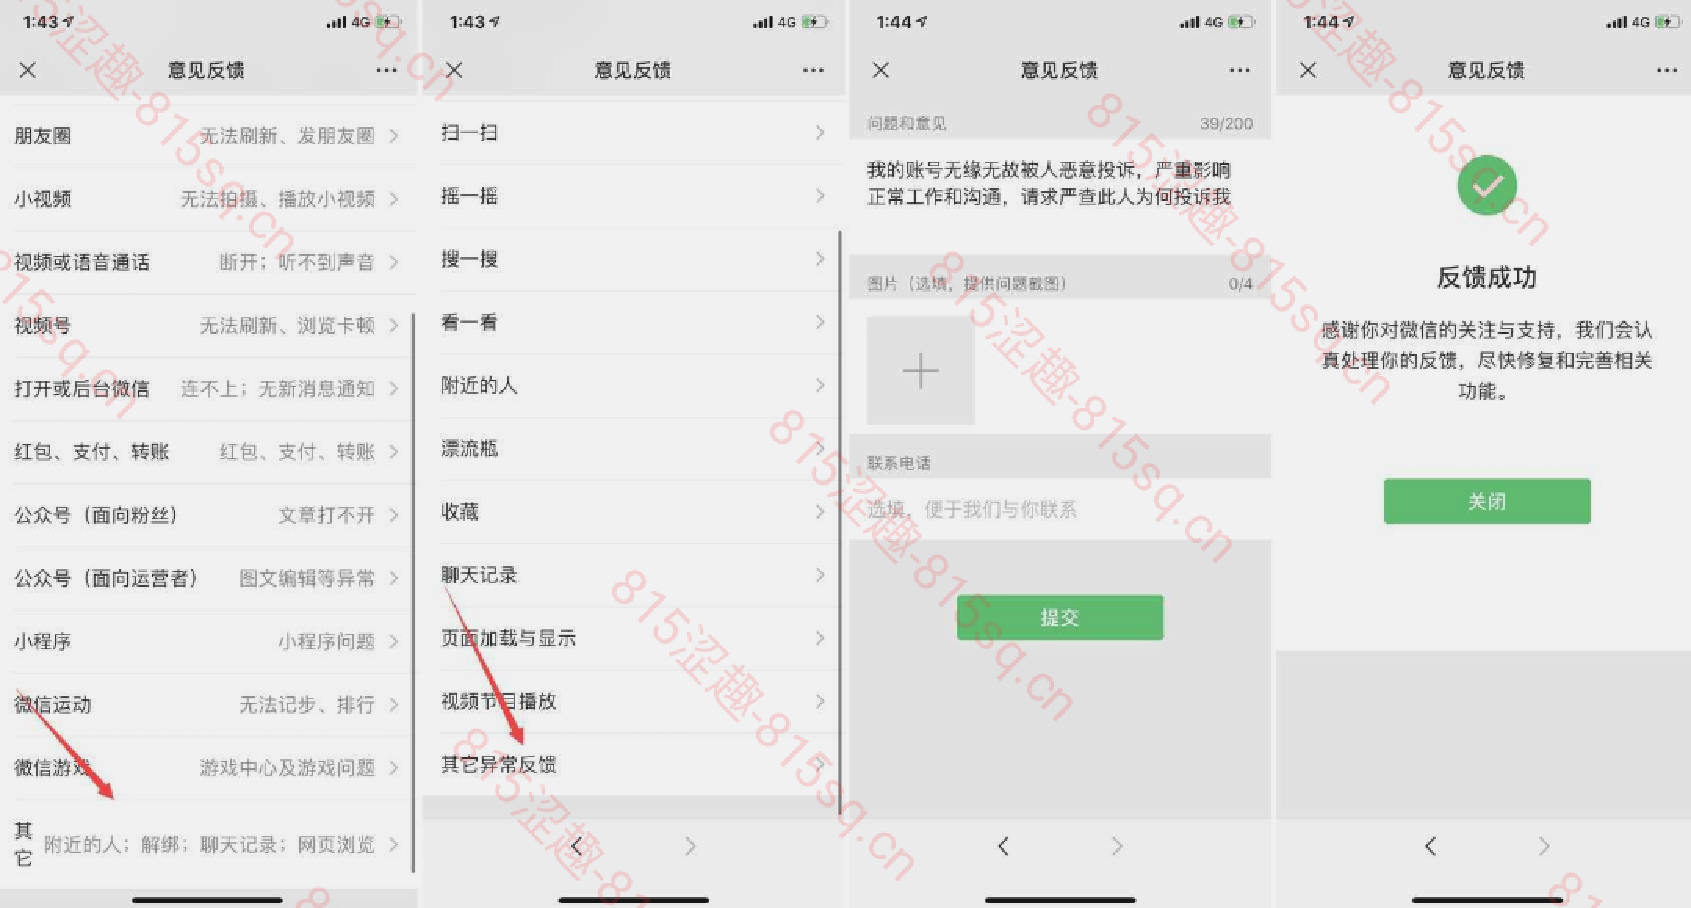 1:43
4G
意见反馈
朋友圈 无法刷新、发朋友圈
小视频 无法拍摄、播放小视频
视频或语音通话 断开；听不到声音
视频号 无法刷新、浏览卡顿
打开或后台微信 连不上；无新消息通知
红包、支付、转账 红包、支付、转账
公众号（面向粉丝） 文章打不开
公众号（面向运营者） 图文编辑等异常
小程序 小程序问题
微信运动 无法记步、排行
微信游戏 游戏中心及游戏问题
其它 附近的人；解绑；聊天记录；网页浏览
1:43
4G
意见反馈
扫一扫
摇一摇
搜一搜
看一看
附近的人
漂流瓶
收藏
聊天记录
页面加载与显示
视频节目播放
其它异常反馈
1:44
4G
意见反馈
问题和意见 39/200
我的账号无缘无故被人恶意投诉，严重影响
正常工作和沟通，请求严查此人为何投诉我
图片（选填，提供问题截图） 0/4
联系电话
选填，便于我们与你联系
提交
1:44
4G
意见反馈
反馈成功
感谢你对微信的关注与支持，我们会认
真处理你的反馈，尽快修复和完善相关
功能。
关闭
815涩趣-815sq.cn